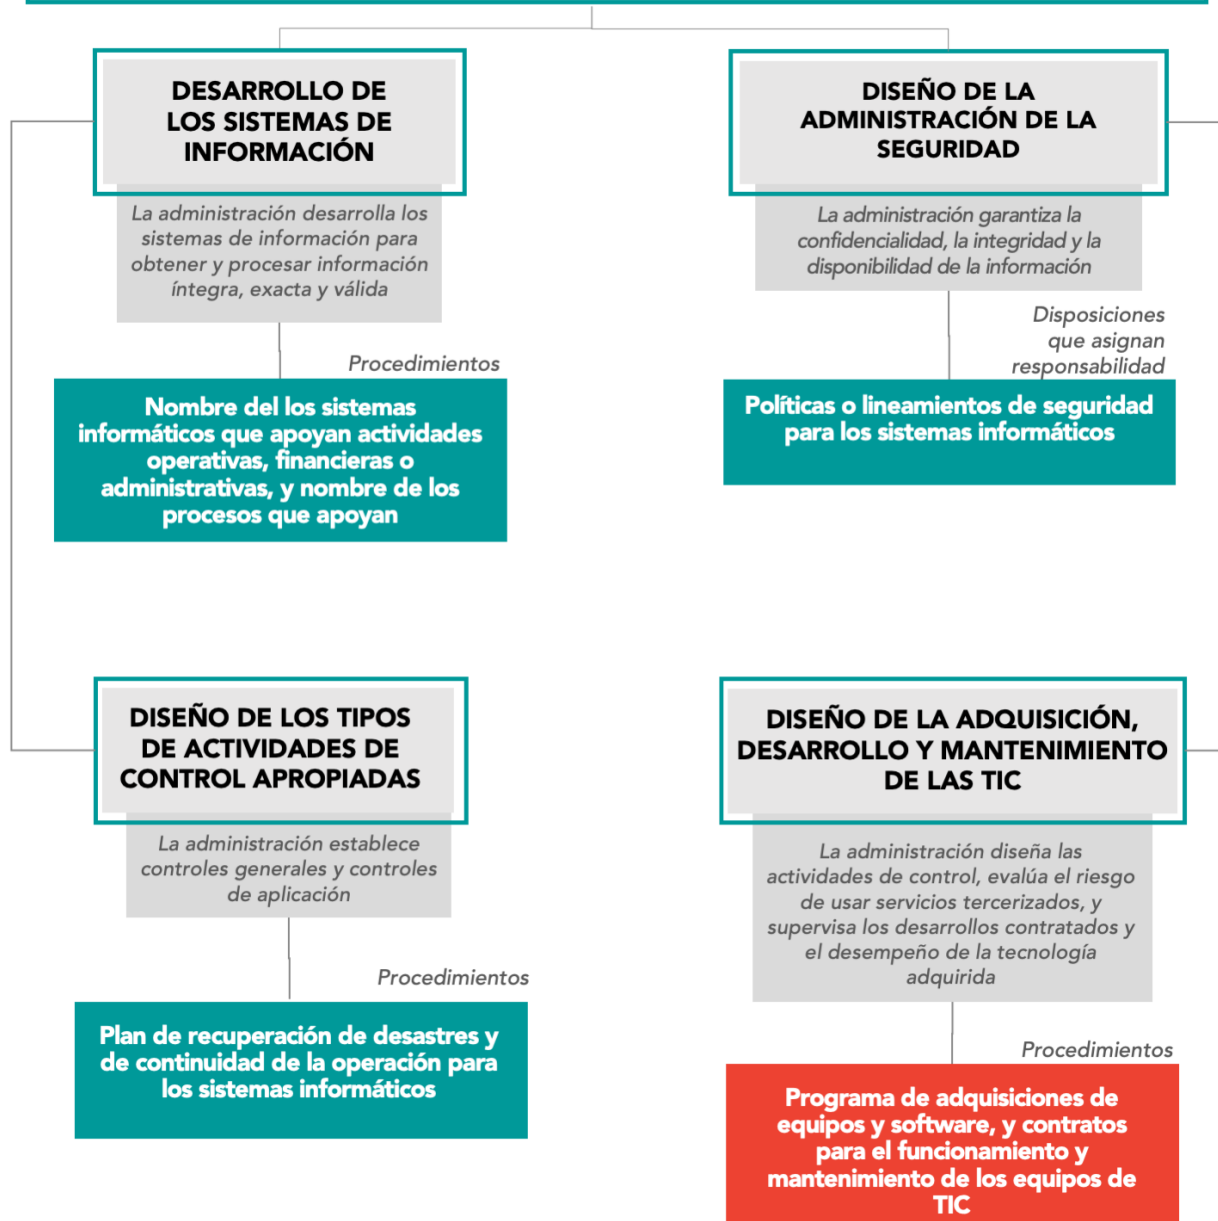 DESARROLLO DE
LOS SISTEMAS DE
INFORMACIÓN
La administración desarrolla los
sistemas de información para
obtener y procesar información
íntegra, exacta y válida
Procedimientos
Nombre del los sistemas
informáticos que apoyan actividades
operativas, financieras o
administrativas, y nombre de los
procesos que apoyan
DISEÑO DE LA
ADMINISTRACIÓN DE LA
SEGURIDAD
La administración garantiza la
confidencialidad, la integridad y la
disponibilidad de la información
Disposiciones
que asignan
responsabilidad
Políticas o lineamientos de seguridad
para los sistemas informáticos
DISEÑO DE LOS TIPOS
DE ACTIVIDADES DE
CONTROL APROPIADAS
La administración establece
controles generales y controles
de aplicación
Procedimientos
Plan de recuperación de desastres y
de continuidad de la operación para
los sistemas informáticos
DISEÑO DE LA ADQUISICIÓN,
DESARROLLO Y MANTENIMIENTO
DE LAS TIC
La administración diseña las
actividades de control, evalúa el riesgo
de usar servicios tercerizados, y
supervisa los desarrollos contratados y
el desempeño de la tecnología
adquirida
Procedimientos
Programa de adquisiciones de
equipos y software, y contratos
para el funcionamiento y
mantenimiento de los equipos de
TIC